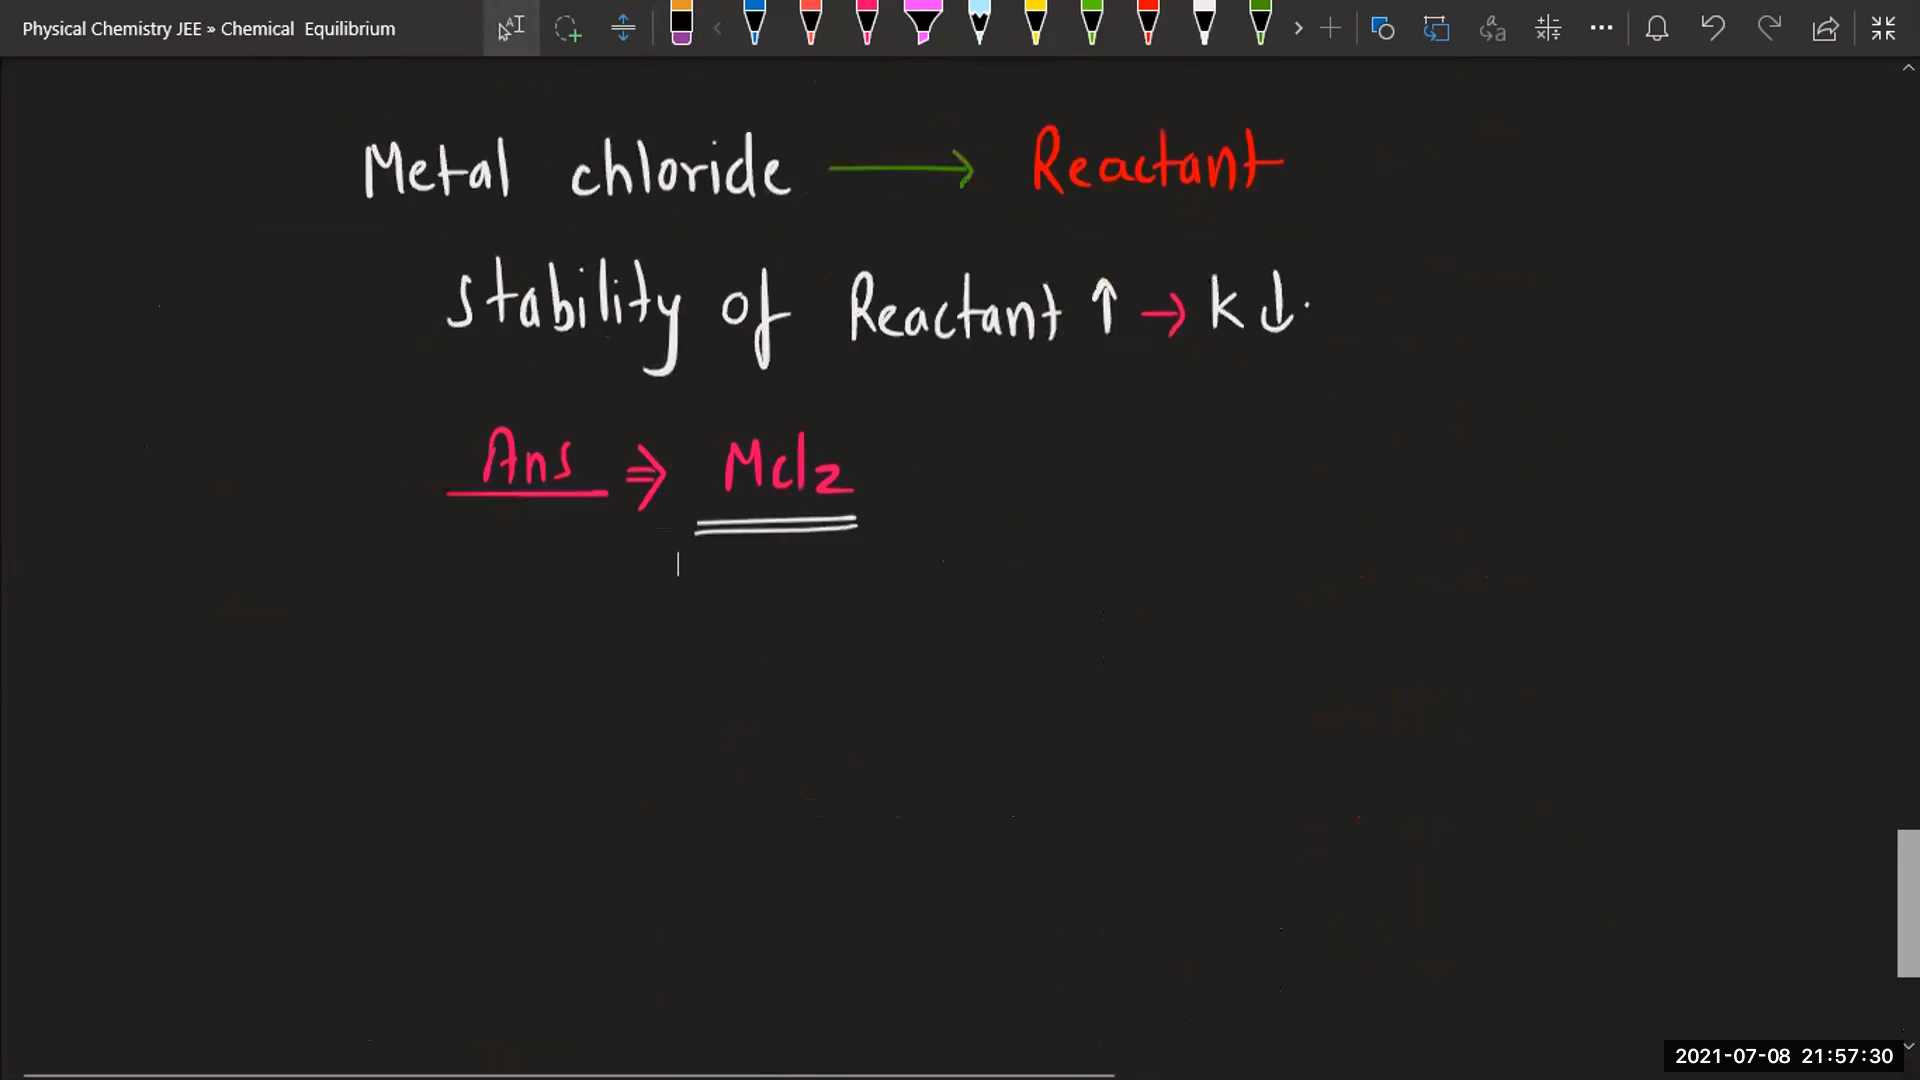 Physical Chemistry JEE » Chemical Equilibrium
Metal chloride → Reactant
Stability of Reactant ↑ → K ↓
Ans ⇒ MCl2
2021-07-08 21:57:30